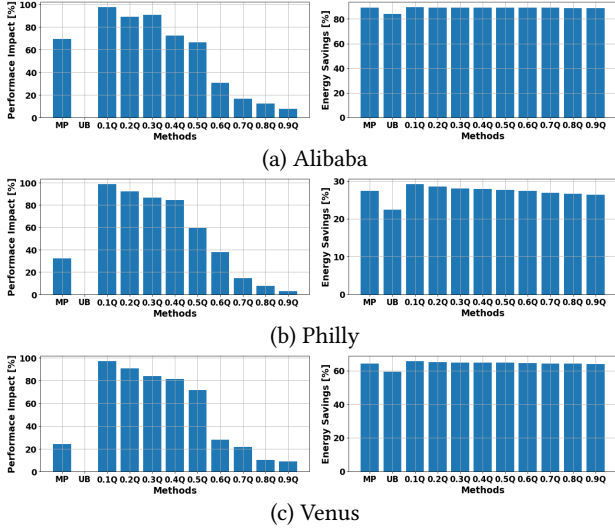 Performace Impact [%]
100
80
60
40
20
0
MP UB 0.1Q 0.2Q 0.3Q 0.4Q 0.5Q 0.6Q 0.7Q 0.8Q 0.9Q
Methods
Energy Savings [%]
80
60
40
20
0
MP UB 0.1Q 0.2Q 0.3Q 0.4Q 0.5Q 0.6Q 0.7Q 0.8Q 0.9Q
Methods
(a) Alibaba
Performace Impact [%]
100
80
60
40
20
0
MP UB 0.1Q 0.2Q 0.3Q 0.4Q 0.5Q 0.6Q 0.7Q 0.8Q 0.9Q
Methods
Energy Savings [%]
30
20
10
0
MP UB 0.1Q 0.2Q 0.3Q 0.4Q 0.5Q 0.6Q 0.7Q 0.8Q 0.9Q
Methods
(b) Philly
Performace Impact [%]
100
80
60
40
20
0
MP UB 0.1Q 0.2Q 0.3Q 0.4Q 0.5Q 0.6Q 0.7Q 0.8Q 0.9Q
Methods
Energy Savings [%]
60
40
20
0
MP UB 0.1Q 0.2Q 0.3Q 0.4Q 0.5Q 0.6Q 0.7Q 0.8Q 0.9Q
Methods
(c) Venus